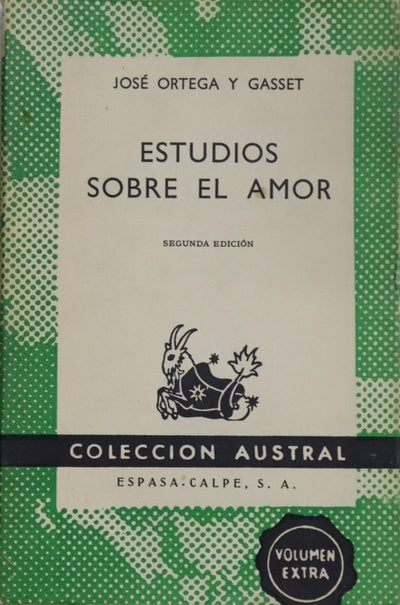 JOSÉ ORTEGA Y GASSET
ESTUDIOS
SOBRE EL AMOR
SEGUNDA EDICIÓN
COLECCION AUSTRAL
ESPASA-CALPE, S. A.
VOLUMEN
EXTRA